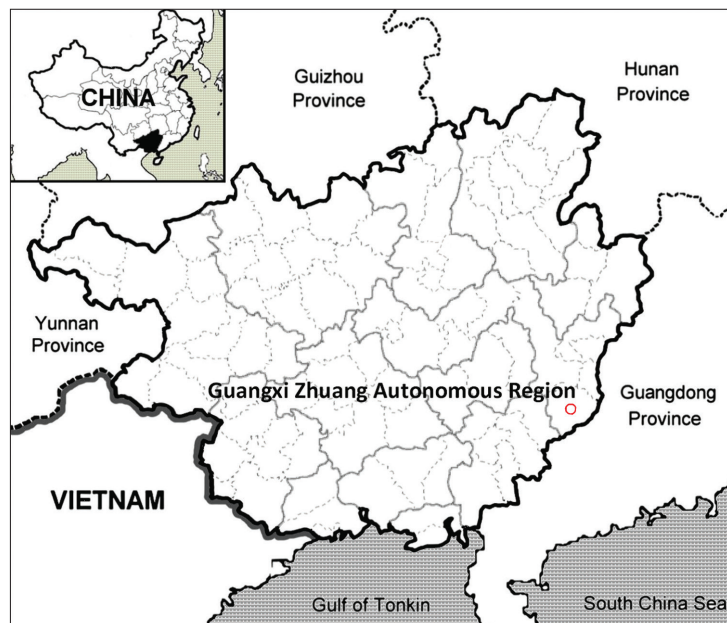 CHINA
Guizhou
Province
Hunan
Province
Yunnan
Province
Guangxi Zhuang Autonomous Region
Guangdong
Province
VIETNAM
Gulf of Tonkin
South China Sea